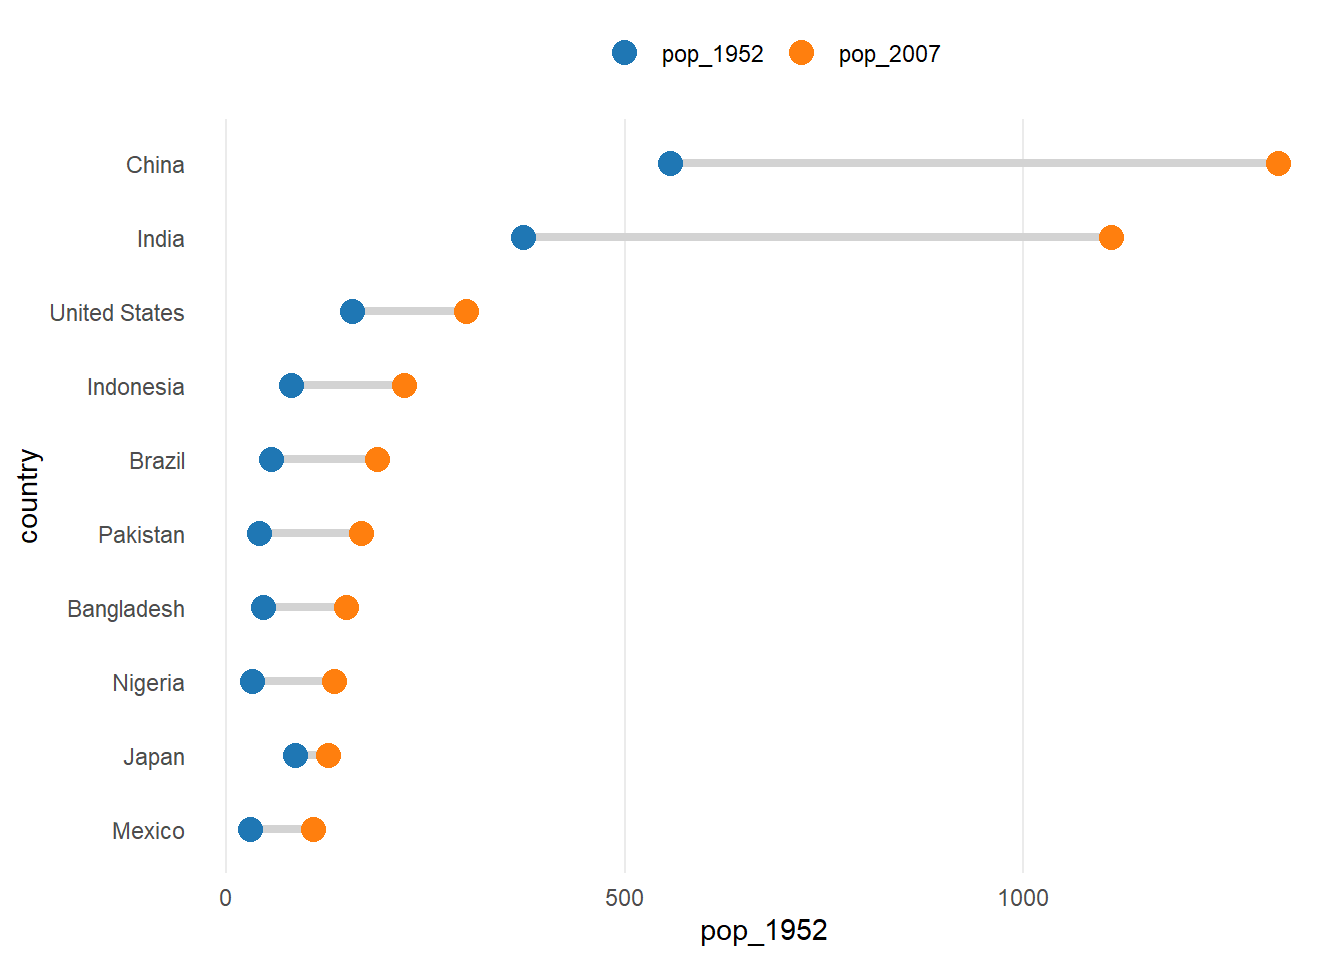 pop_1952 pop_2007
China
India
United States
Indonesia
Brazil
Pakistan
Bangladesh
Nigeria
Japan
Mexico
country
0 500 1000
pop_1952